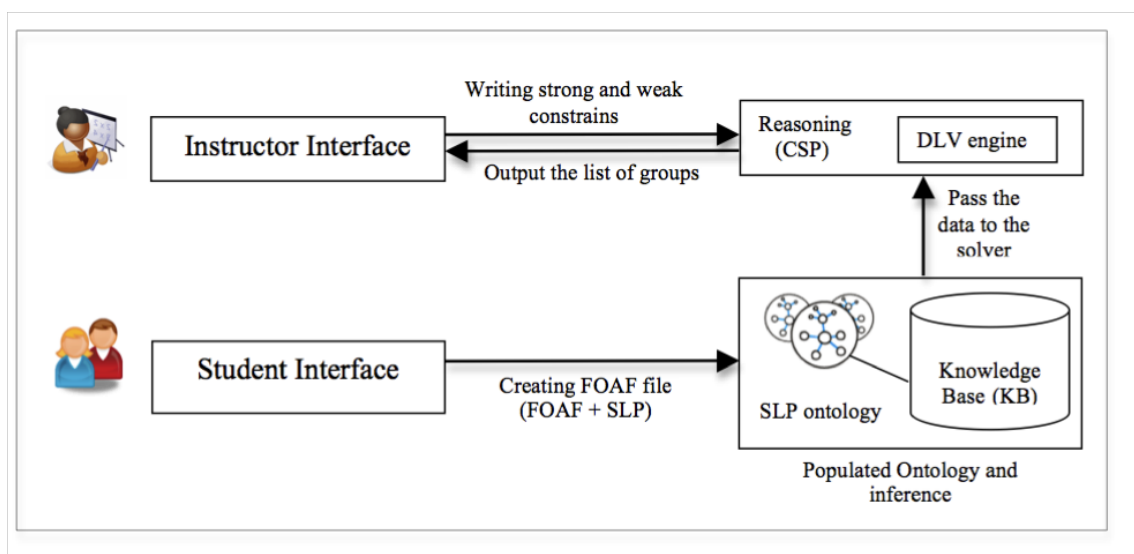 Writing strong and weak
constrains
Instructor Interface
Reasoning
(CSP)
DLV engine
Output the list of groups
Pass the
data to the
solver
Student Interface
Creating FOAF file
(FOAF + SLP)
SLP ontology
Knowledge
Base (KB)
Populated Ontology and
inference